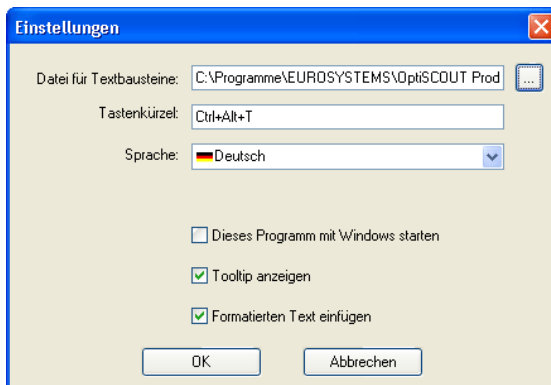 Einstellungen
Datei für Textbausteine: C:\Programme\EUROSYSTEMS\OptiSCOUT Prod ...
Tastenkürzel: Ctrl+Alt+T
Sprache: Deutsch
Dieses Programm mit Windows starten
Tooltip anzeigen
Formatierten Text einfügen
OK Abbrechen